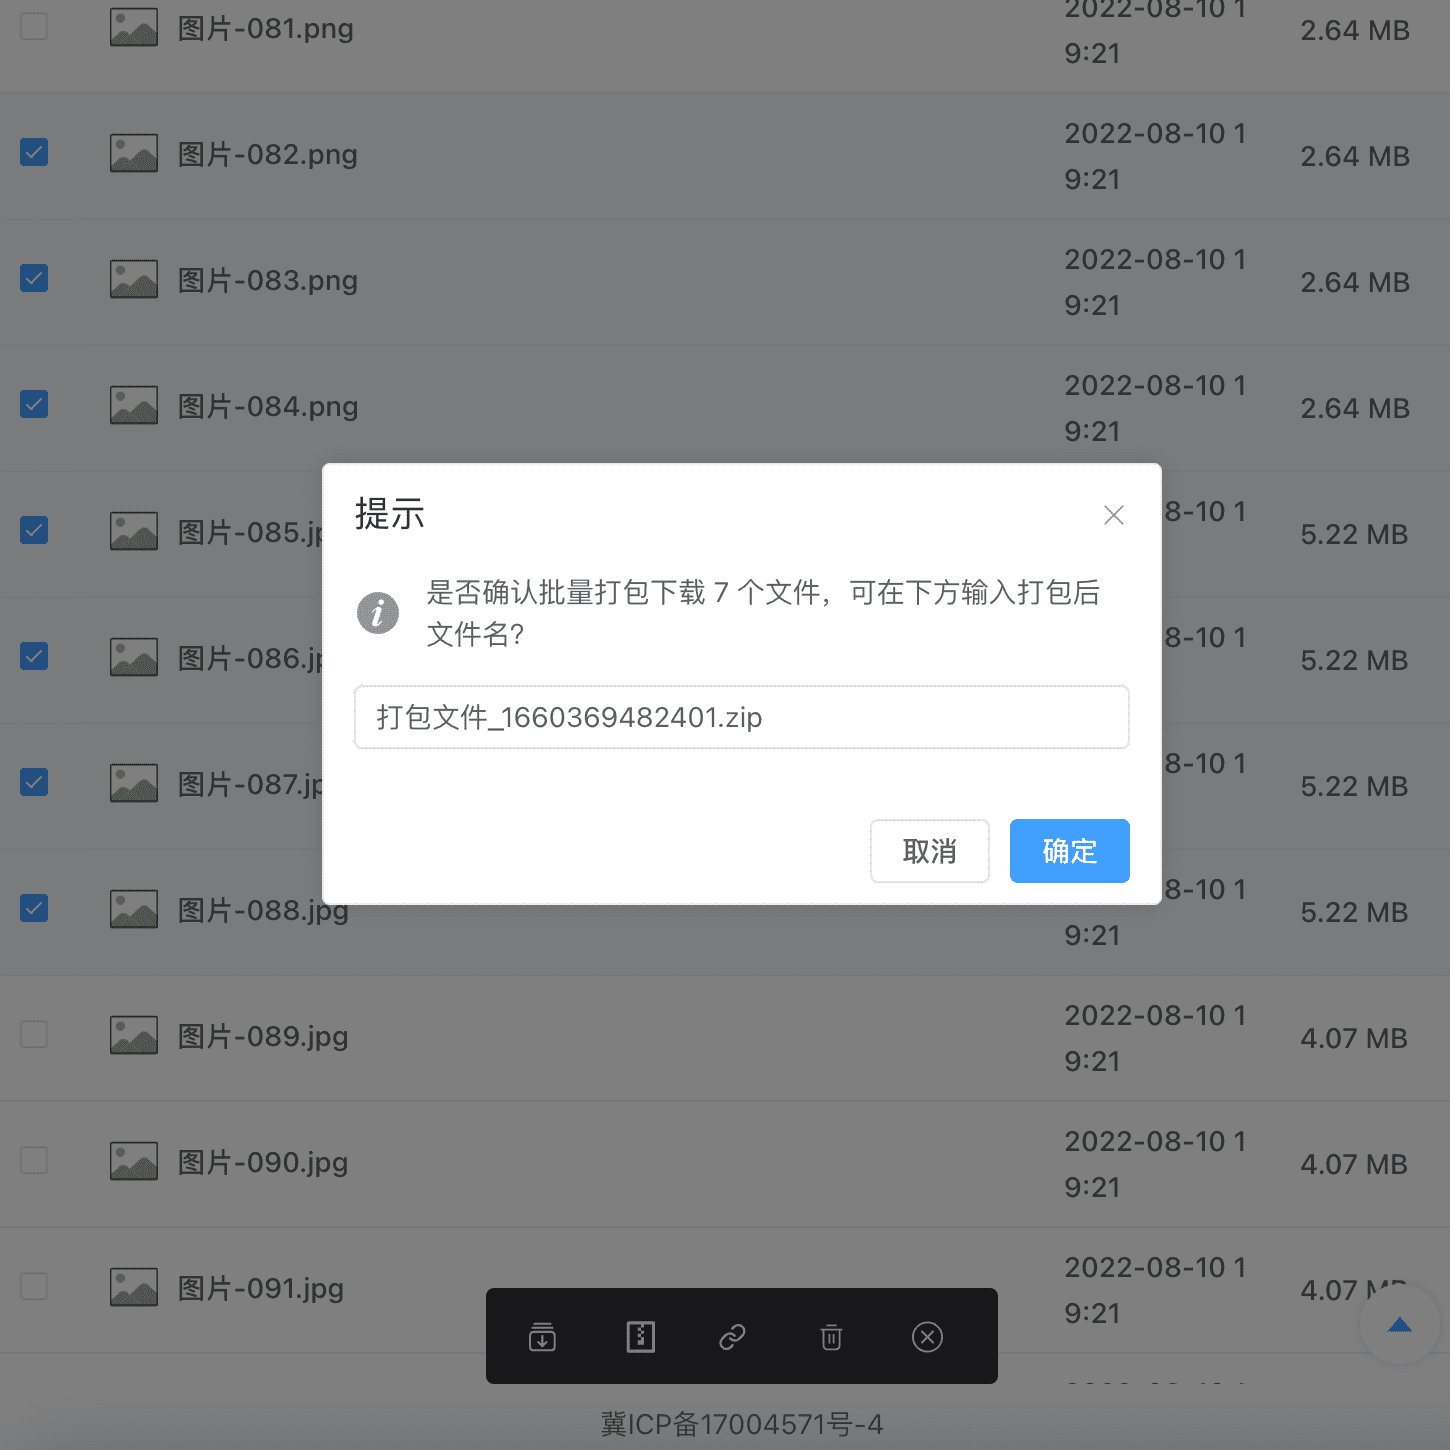 图片-081.png
2022-08-10 1
9:21
2.64 MB
图片-082.png
2022-08-10 1
9:21
2.64 MB
图片-083.png
2022-08-10 1
9:21
2.64 MB
图片-084.png
2022-08-10 1
9:21
2.64 MB
图片-085.jp
8-10 1
5.22 MB
图片-086.jp
8-10 1
5.22 MB
图片-087.jp
8-10 1
5.22 MB
图片-088.jpg
8-10 1
9:21
5.22 MB
提示
是否确认批量打包下载 7 个文件，可在下方输入打包后
文件名?
打包文件_1660369482401.zip
取消
确定
图片-089.jpg
2022-08-10 1
9:21
4.07 MB
图片-090.jpg
2022-08-10 1
9:21
4.07 MB
图片-091.jpg
2022-08-10 1
9:21
4.07 MB
冀ICP备17004571号-4